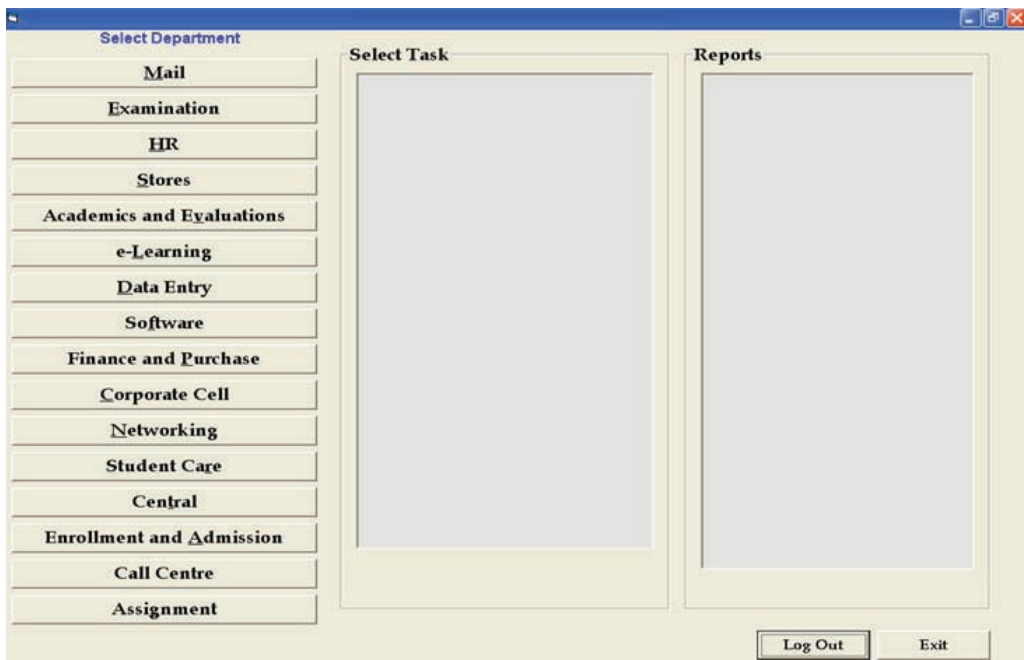 Select Department
Mail
Examination
HR
Stores
Academics and Evaluations
e-Learning
Data Entry
Software
Finance and Purchase
Corporate Cell
Networking
Student Care
Central
Enrollment and Admission
Call Centre
Assignment
Select Task
Reports
Log Out
Exit